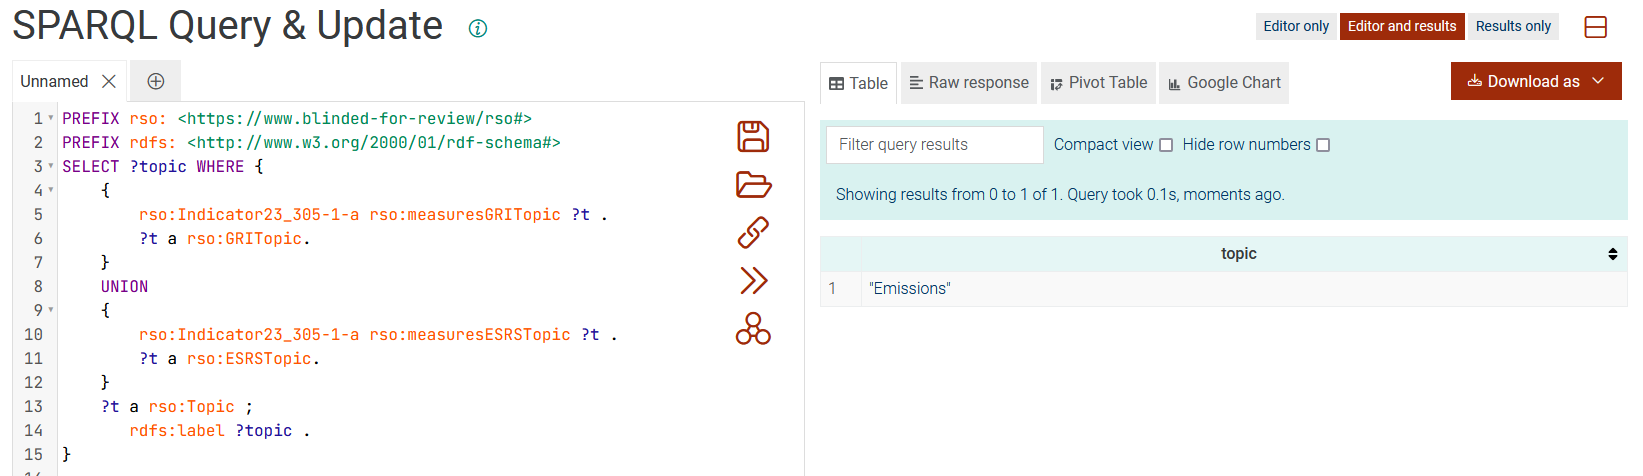 SPARQL Query & Update
Editor only Editor and results Results only
Unnamed
Table Raw response Pivot Table Google Chart Download as
1 PREFIX rso: <https://www.blinded-for-review/rso#>
2 PREFIX rdfs: <http://www.w3.org/2000/01/rdf-schema#>
3 SELECT ?topic WHERE {
4 {
5 rso:Indicator23_305-1-a rso:measuresGRITopic ?t .
6 ?t a rso:GRITopic.
7 }
8 UNION
9 {
10 rso:Indicator23_305-1-a rso:measuresESRSTopic ?t .
11 ?t a rso:ESRSTopic.
12 }
13 ?t a rso:Topic ;
14 rdfs:label ?topic .
15 }
Filter query results Compact view Hide row numbers
Showing results from 0 to 1 of 1. Query took 0.1s, moments ago.
topic
1 "Emissions"